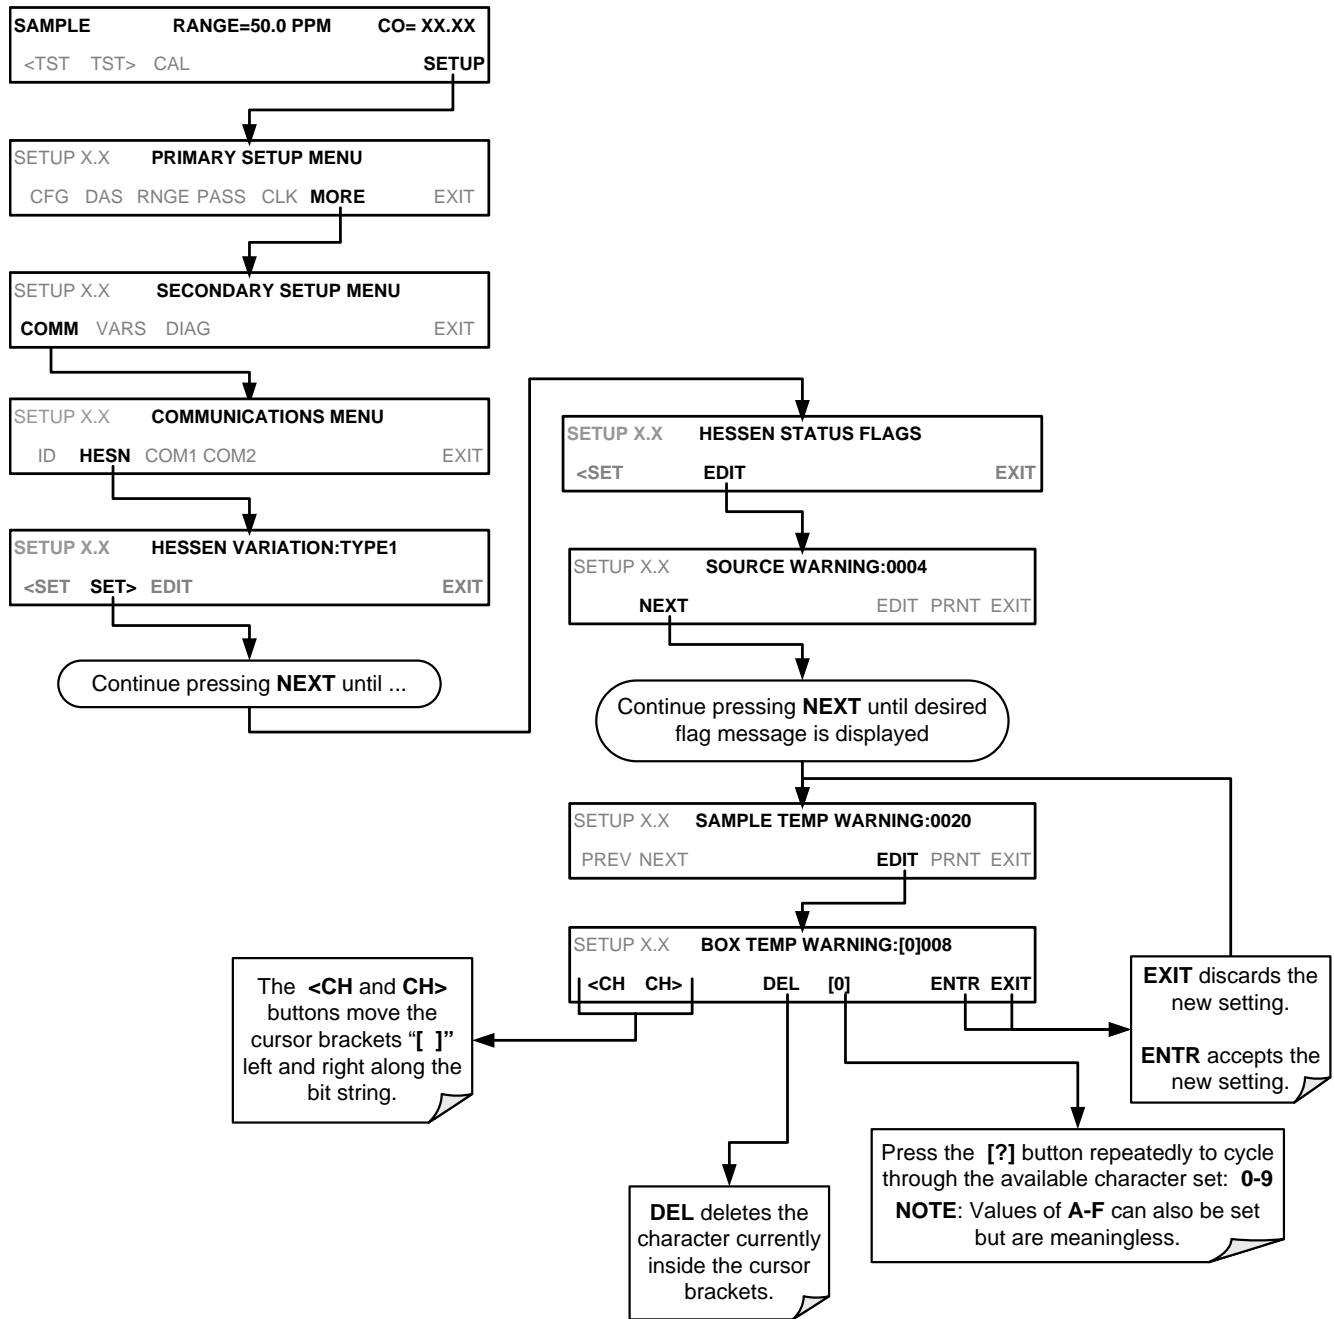 SAMPLE RANGE=50.0 PPM CO= XX.XX
<TST TST> CAL SETUP
SETUP X.X PRIMARY SETUP MENU
CFG DAS RNGE PASS CLK MORE EXIT
SETUP X.X SECONDARY SETUP MENU
COMM VARS DIAG EXIT
SETUP X.X COMMUNICATIONS MENU
ID HESN COM1 COM2 EXIT
SETUP X.X HESSEN VARIATION:TYPE1
<SET SET> EDIT EXIT
Continue pressing NEXT until ...
SETUP X.X HESSEN STATUS FLAGS
<SET EDIT EXIT
SETUP X.X SOURCE WARNING:0004
NEXT EDIT PRNT EXIT
Continue pressing NEXT until desired
flag message is displayed
SETUP X.X SAMPLE TEMP WARNING:0020
PREV NEXT EDIT PRNT EXIT
SETUP X.X BOX TEMP WARNING:[0]008
<CH CH> DEL [0] ENTR EXIT
The <CH and CH>
buttons move the
cursor brackets “[ ]”
left and right along the
bit string.
DEL deletes the
character currently
inside the cursor
brackets.
Press the [?] button repeatedly to cycle
through the available character set: 0-9
NOTE: Values of A-F can also be set
but are meaningless.
EXIT discards the
new setting.
ENTR accepts the
new setting.